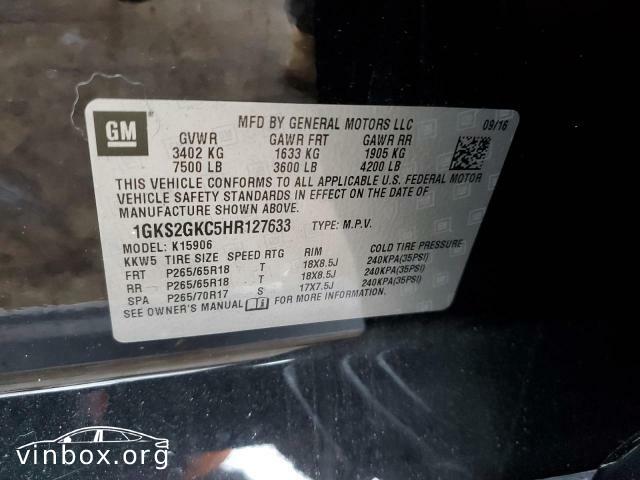 GM
MFD BY GENERAL MOTORS LLC 09/16
GVWR GAWR FRT GAWR RR
3402 KG 1633 KG 1905 KG
7500 LB 3600 LB 4200 LB
THIS VEHICLE CONFORMS TO ALL APPLICABLE U.S. FEDERAL MOTOR
VEHICLE SAFETY STANDARDS IN EFFECT ON THE DATE OF
MANUFACTURE SHOWN ABOVE.
1GKS2GKC5HR127633 TYPE: M.P.V.
MODEL: K15906
KKW5 TIRE SIZE SPEED RTG RIM COLD TIRE PRESSURE
FRT P265/65R18 T 18X8.5J 240KPA(35PSI)
RR P265/65R18 T 18X8.5J 240KPA(35PSI)
SPA P265/70R17 S 17X7.5J 240KPA(35PSI)
SEE OWNER'S MANUAL FOR MORE INFORMATION.
vinbox.org